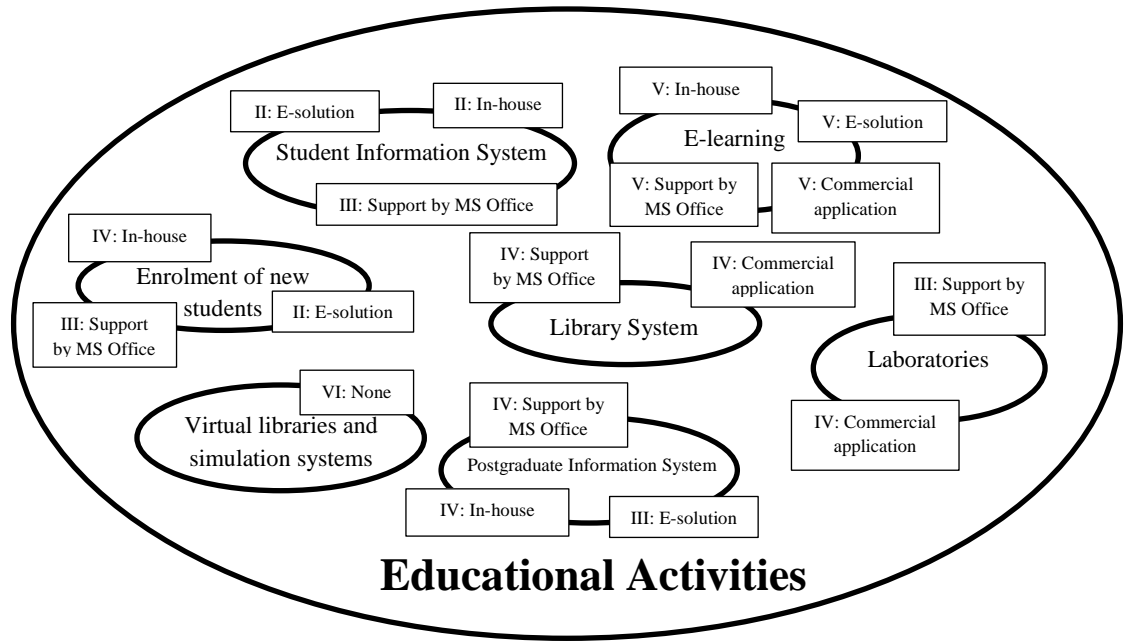 II: E-solution
II: In-house
Student Information System
III: Support by MS Office
V: In-house
E-learning
V: E-solution
V: Support by
MS Office
V: Commercial
application
IV: In-house
Enrolment of new
students
III: Support
by MS Office
II: E-solution
IV: Support
by MS Office
IV: Commercial
application
Library System
III: Support by
MS Office
Laboratories
IV: Commercial
application
VI: None
Virtual libraries and
simulation systems
IV: Support by
MS Office
Postgraduate Information System
IV: In-house
III: E-solution
Educational Activities